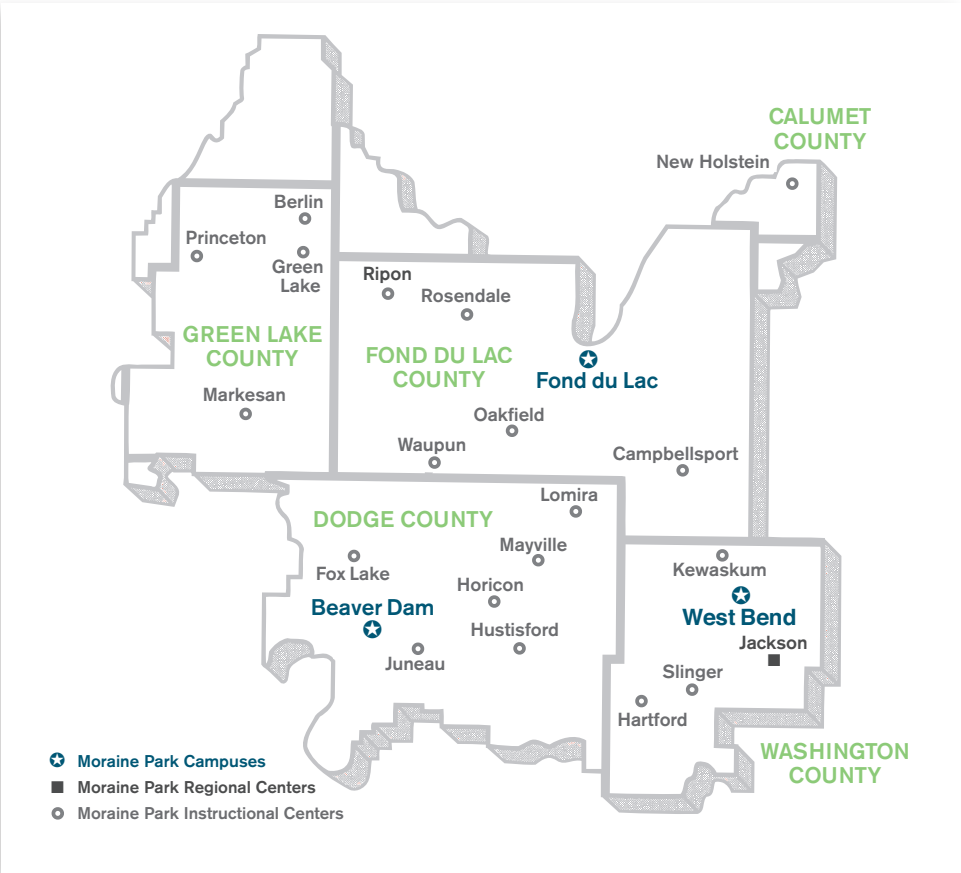 CALUMET
COUNTY
New Holstein
Berlin
Princeton
Green
Lake
Ripon
Rosendale
GREEN LAKE
COUNTY
FOND DU LAC
COUNTY
Fond du Lac
Markesan
Oakfield
Waupun
Campbellsport
Lomira
DODGE COUNTY
Mayville
Fox Lake
Kewaskum
Horicon
Beaver Dam
West Bend
Hustisford
Jackson
Juneau
Slinger
Hartford
WASHINGTON
COUNTY
Moraine Park Campuses
Moraine Park Regional Centers
Moraine Park Instructional Centers